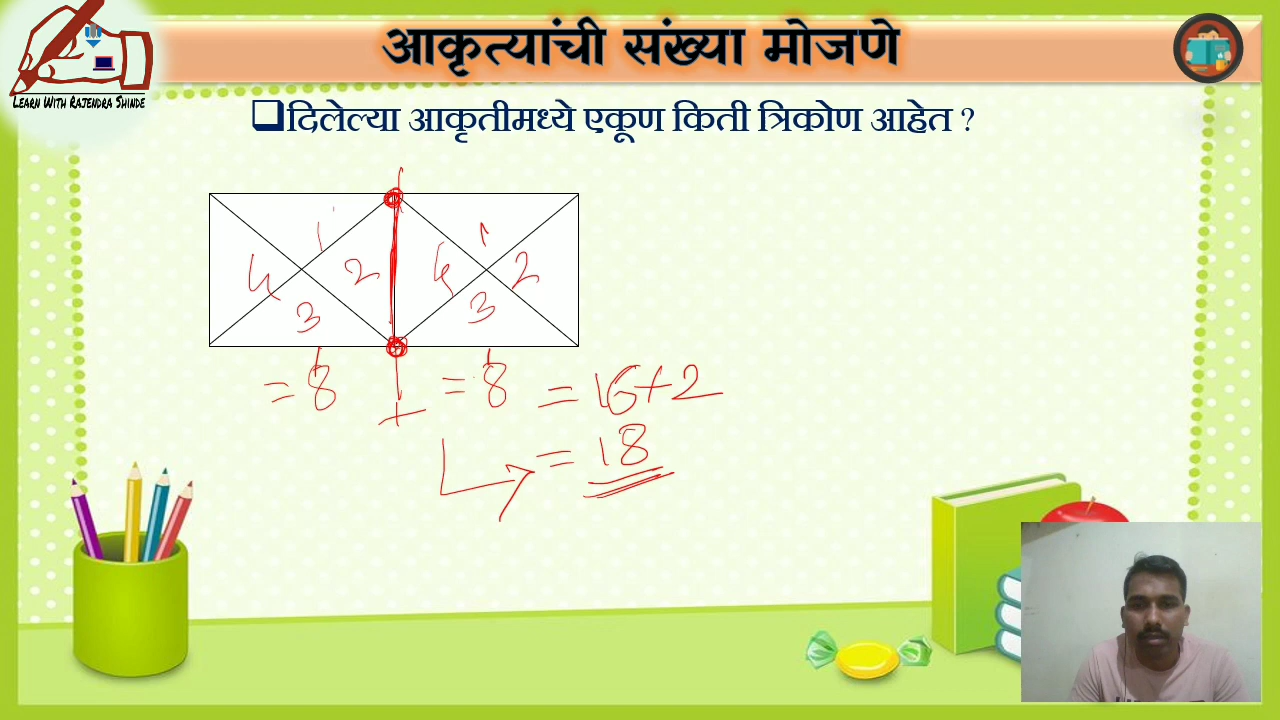 आकृत्यांची संख्या मोजणे
LEARN WITH RAJENDRA SHINDE
दिलेल्या आकृतीमध्ये एकूण किती त्रिकोण आहेत ?
1 1
4 2 4 2
3 3
= 8 + = 8 = 16+2
= 18